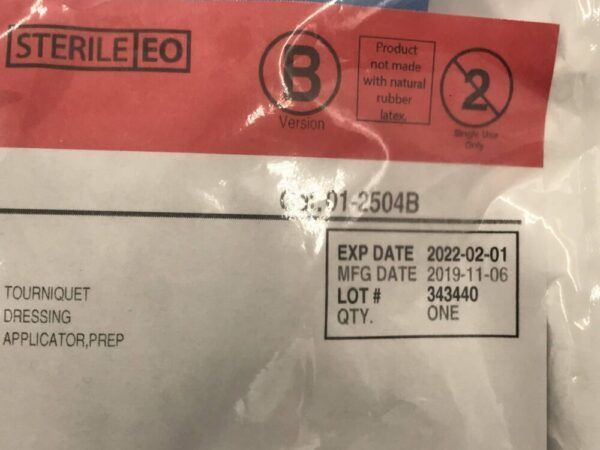 STERILE EO
B
Version
Product
not made
with natural
rubber
latex.
2
Single Use
Only
01-2504B
EXP DATE 2022-02-01
MFG DATE 2019-11-06
LOT # 343440
QTY. ONE
TOURNIQUET
DRESSING
APPLICATOR,PREP